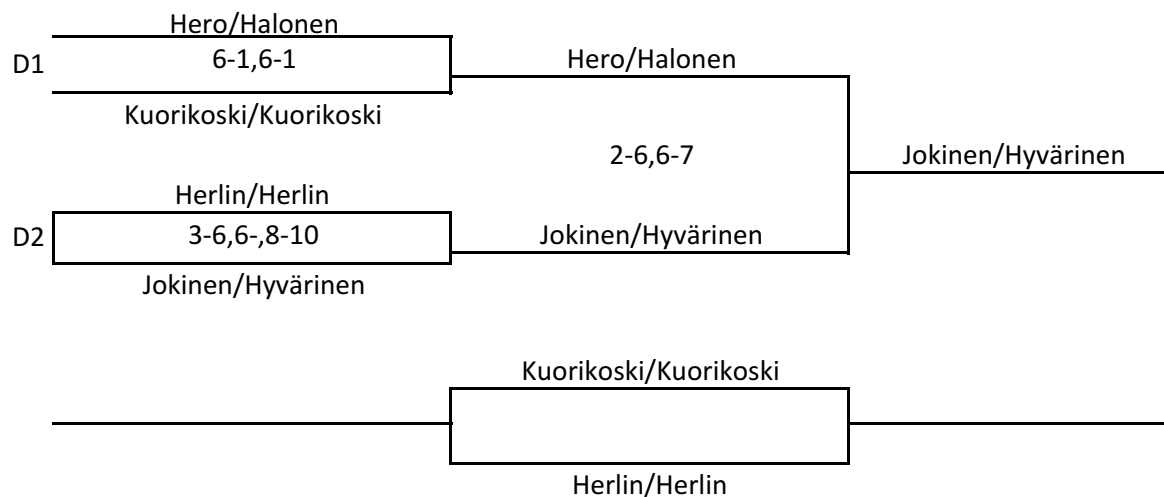 Hero/Halonen
D1
6-1,6-1
Hero/Halonen
Kuorikoski/Kuorikoski
2-6,6-7
Jokinen/Hyvärinen
Herlin/Herlin
D2
3-6,6-,8-10
Jokinen/Hyvärinen
Jokinen/Hyvärinen
Kuorikoski/Kuorikoski
Herlin/Herlin